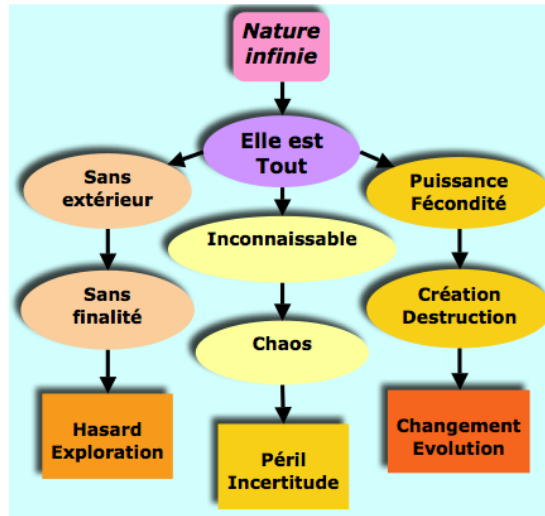 Nature
infinie
Elle est
Tout
Sans
extérieur
Inconnaissable
Puissance
Fécondité
Sans
finalité
Chaos
Création
Destruction
Hasard
Exploration
Péril
Incertitude
Changement
Evolution